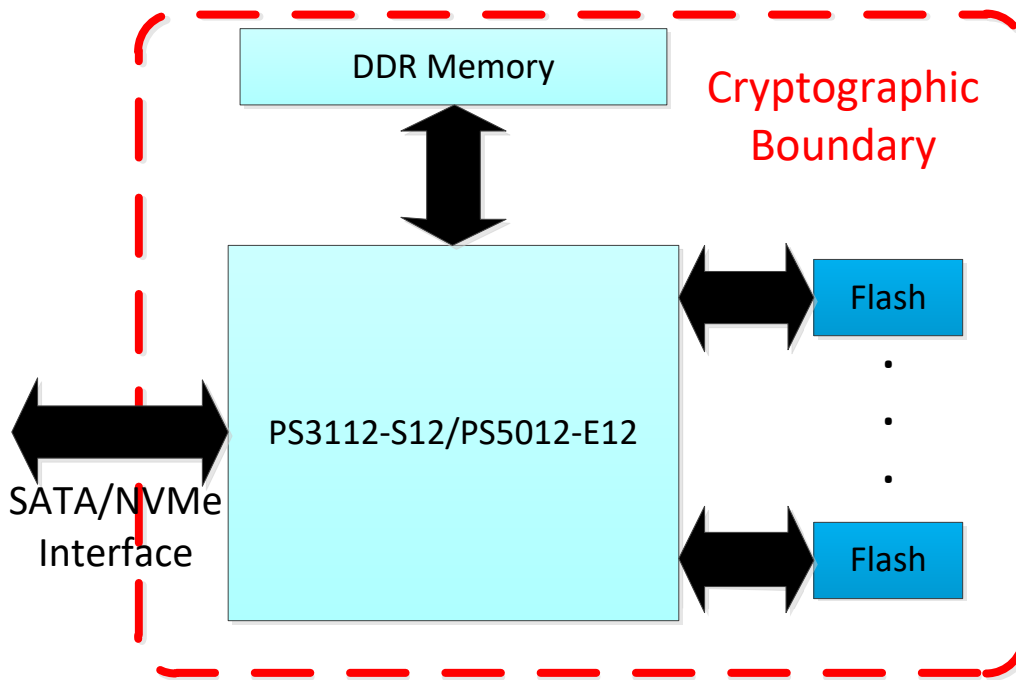 DDR Memory
Cryptographic
Boundary
Flash
PS3112-S12/PS5012-E12
SATA/NVMe
Interface
Flash